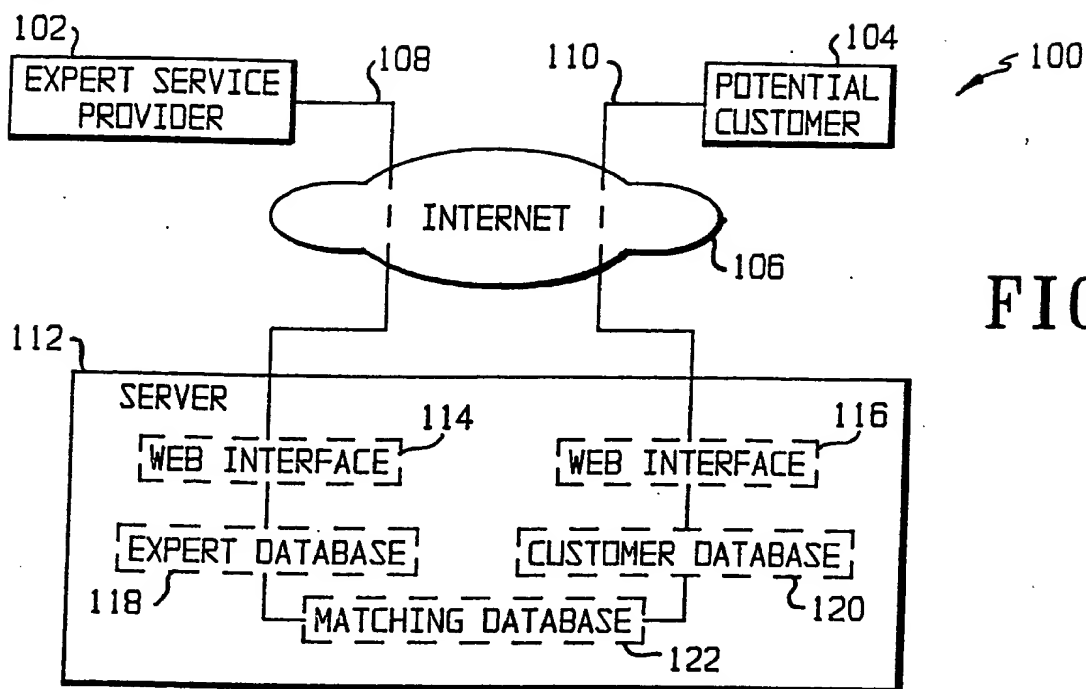 102
EXPERT SERVICE
PROVIDER
108
110
104
POTENTIAL
CUSTOMER
100
INTERNET
106
FIG
112
SERVER
114
WEB INTERFACE
116
WEB INTERFACE
EXPERT DATABASE
118
CUSTOMER DATABASE
120
MATCHING DATABASE
122